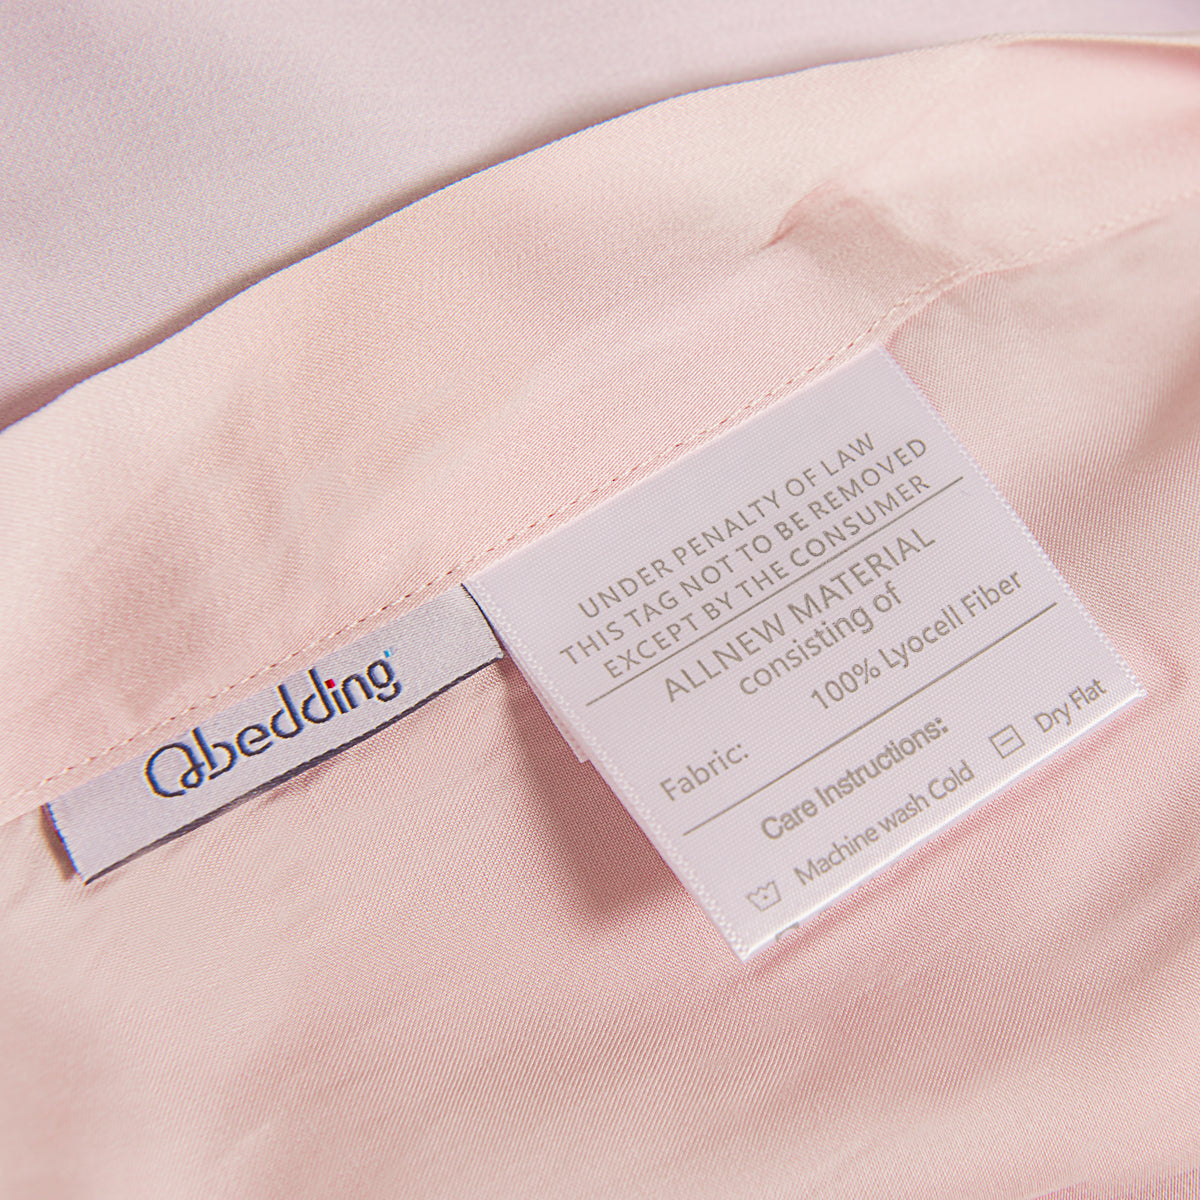 Qbedding
UNDER PENALTY OF LAW
THIS TAG NOT TO BE REMOVED
EXCEPT BY THE CONSUMER
ALLNEW MATERIAL
consisting of
100% Lyocell Fiber
Fabric:
Care Instructions:
Machine wash Cold Dry Flat